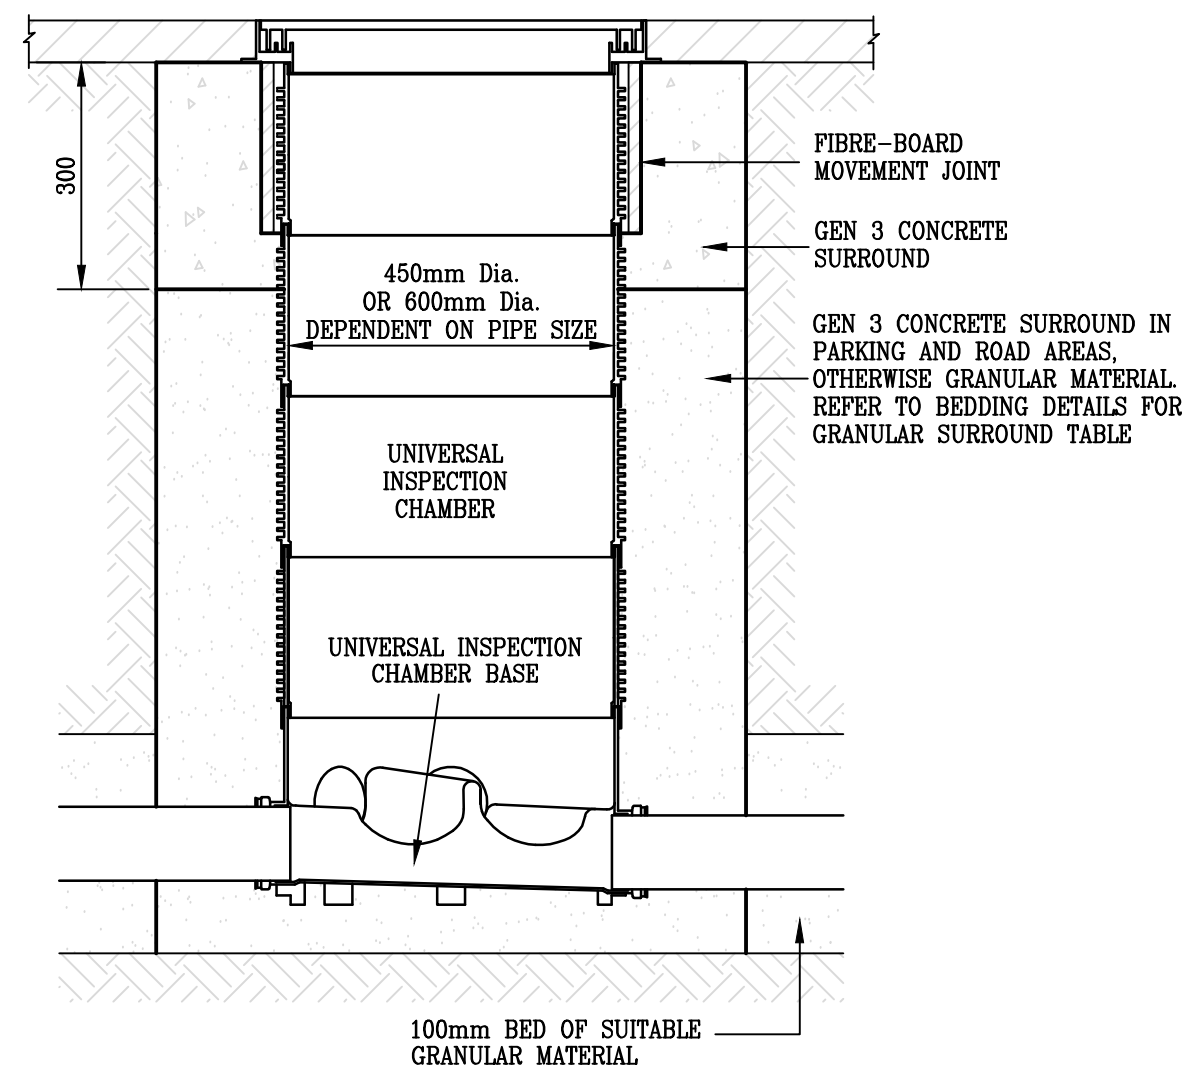 FIBRE-BOARD
MOVEMENT JOINT
300
GEN 3 CONCRETE
SURROUND
450mm Dia.
OR 600mm Dia.
DEPENDENT ON PIPE SIZE
GEN 3 CONCRETE SURROUND IN
PARKING AND ROAD AREAS,
OTHERWISE GRANULAR MATERIAL.
REFER TO BEDDING DETAILS FOR
GRANULAR SURROUND TABLE
UNIVERSAL
INSPECTION
CHAMBER
UNIVERSAL INSPECTION
CHAMBER BASE
100mm BED OF SUITABLE
GRANULAR MATERIAL